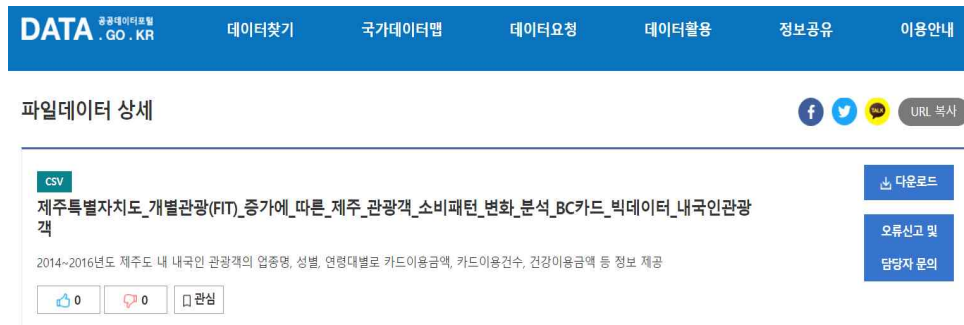 DATA 공공데이터포털 . GO . KR
데이터찾기 국가데이터맵 데이터요청 데이터활용 정보공유 이용안내
파일데이터 상세
f TALK URL 복사
CSV
다운로드
제주특별자치도_개별관광(FIT)_증가에_따른_제주_관광객_소비패턴_변화_분석_BC카드_빅데이터_내국인관광
객
오류신고 및
담당자 문의
2014~2016년도 제주도 내 내국인 관광객의 업종명, 성별, 연령대별로 카드이용금액, 카드이용건수, 건강이용금액 등 정보 제공
0 0 관심